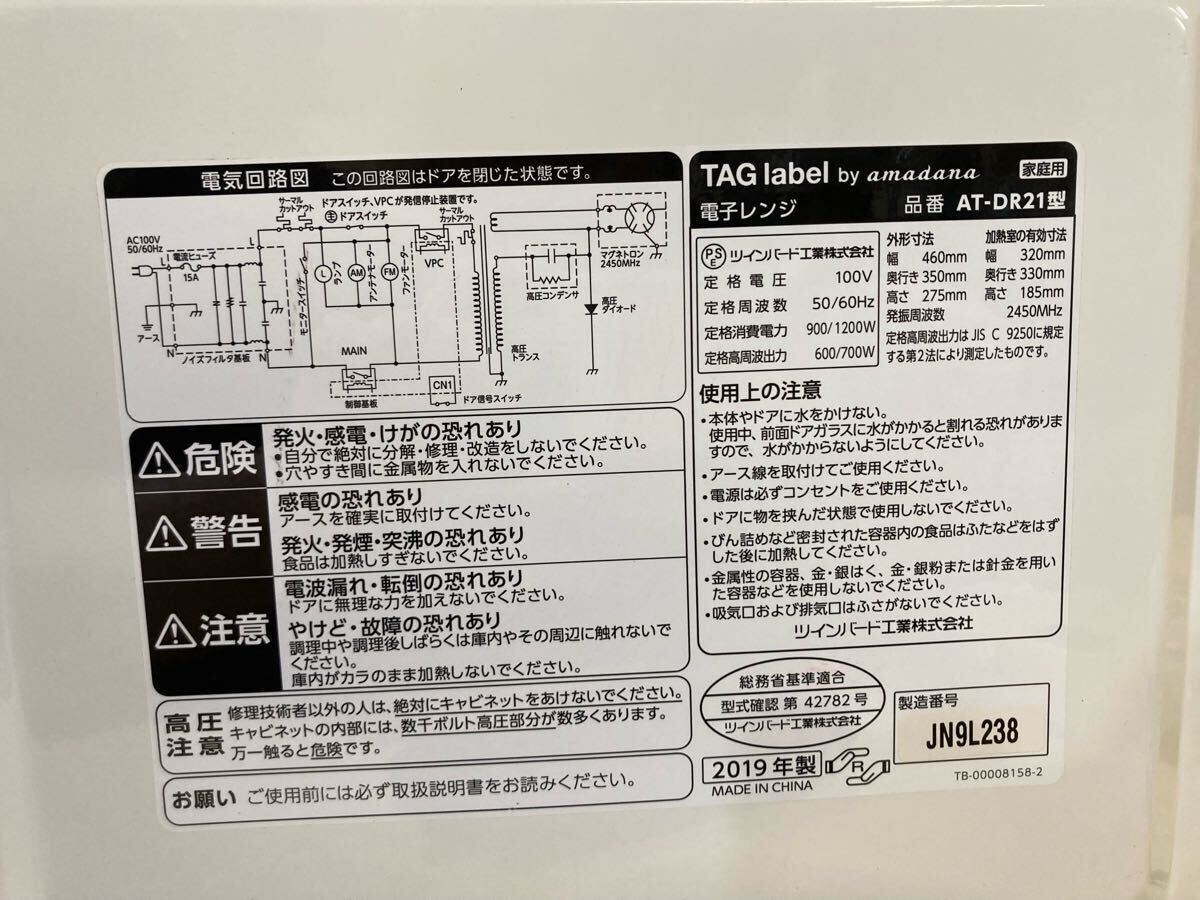 電気回路図 この回路図はドアを閉じた状態です。
ドアスイッチ、VPCが発信停止装置です。
サーマル
カットアウト
主 ドアスイッチ
サーマル
カットアウト
AC100V
50/60Hz
L
電流ヒューズ
15A
L
モニタースイッチ
L
ランプ
AM
アンテナモーター
FM
ファンモーター
VPC
マグネトロン
2450MHz
高圧コンデンサ
高圧
ダイオード
高圧
トランス
アース
N
ノイズフィルタ基板
N
MAIN
制御基板
CN1
ドア信号スイッチ
危険
発火・感電・けがの恐れあり
・自分で絶対に分解・修理・改造をしないでください。
・穴やすき間に金属物を入れないでください。
警告
感電の恐れあり
アースを確実に取付けてください。
発火・発煙・突沸の恐れあり
食品は加熱しすぎないでください。
注意
電波漏れ・転倒の恐れあり
ドアに無理な力を加えないでください。
やけど・故障の恐れあり
調理中や調理後しばらくは庫内やその周辺に触れないで
ください。
庫内がカラのまま加熱しないでください。
高圧
注意
修理技術者以外の人は、絶対にキャビネットをあけないでください。
キャビネットの内部には、数千ボルト高圧部分が数多くあります。
万一触ると危険です。
お願い ご使用前には必ず取扱説明書をお読みください。
TAG label by amadana 家庭用
電子レンジ 品番 AT-DR21型
PSE ツインバード工業株式会社
定格電圧 100V
定格周波数 50/60Hz
定格消費電力 900/1200W
定格高周波出力 600/700W
外形寸法 加熱室の有効寸法
幅 460mm 幅 320mm
奥行き 350mm 奥行き 330mm
高さ 275mm 高さ 185mm
発振周波数 2450MHz
定格高周波出力は JIS C 9250に規定
する第2法により測定したものです。
使用上の注意
・本体やドアに水をかけない。
使用中、前面ドアガラスに水がかかると割れる恐れがありま
すので、水がかからないようにしてください。
・アース線を取付けてご使用ください。
・電源は必ずコンセントをご使用ください。
・ドアに物を挟んだ状態で使用しないでください。
・びん詰めなど密封された容器内の食品はふたなどをはず
した後に加熱してください。
・金属性の容器、金・銀はく、金・銀粉または針金を用い
た容器などを使用しないでください。
・吸気口および排気口はふさがないでください。
ツインバード工業株式会社
総務省基準適合
型式確認 第 42782 号
ツインバード工業株式会社
製造番号
JN9L238
2019 年製
R
MADE IN CHINA
TB-00008158-2